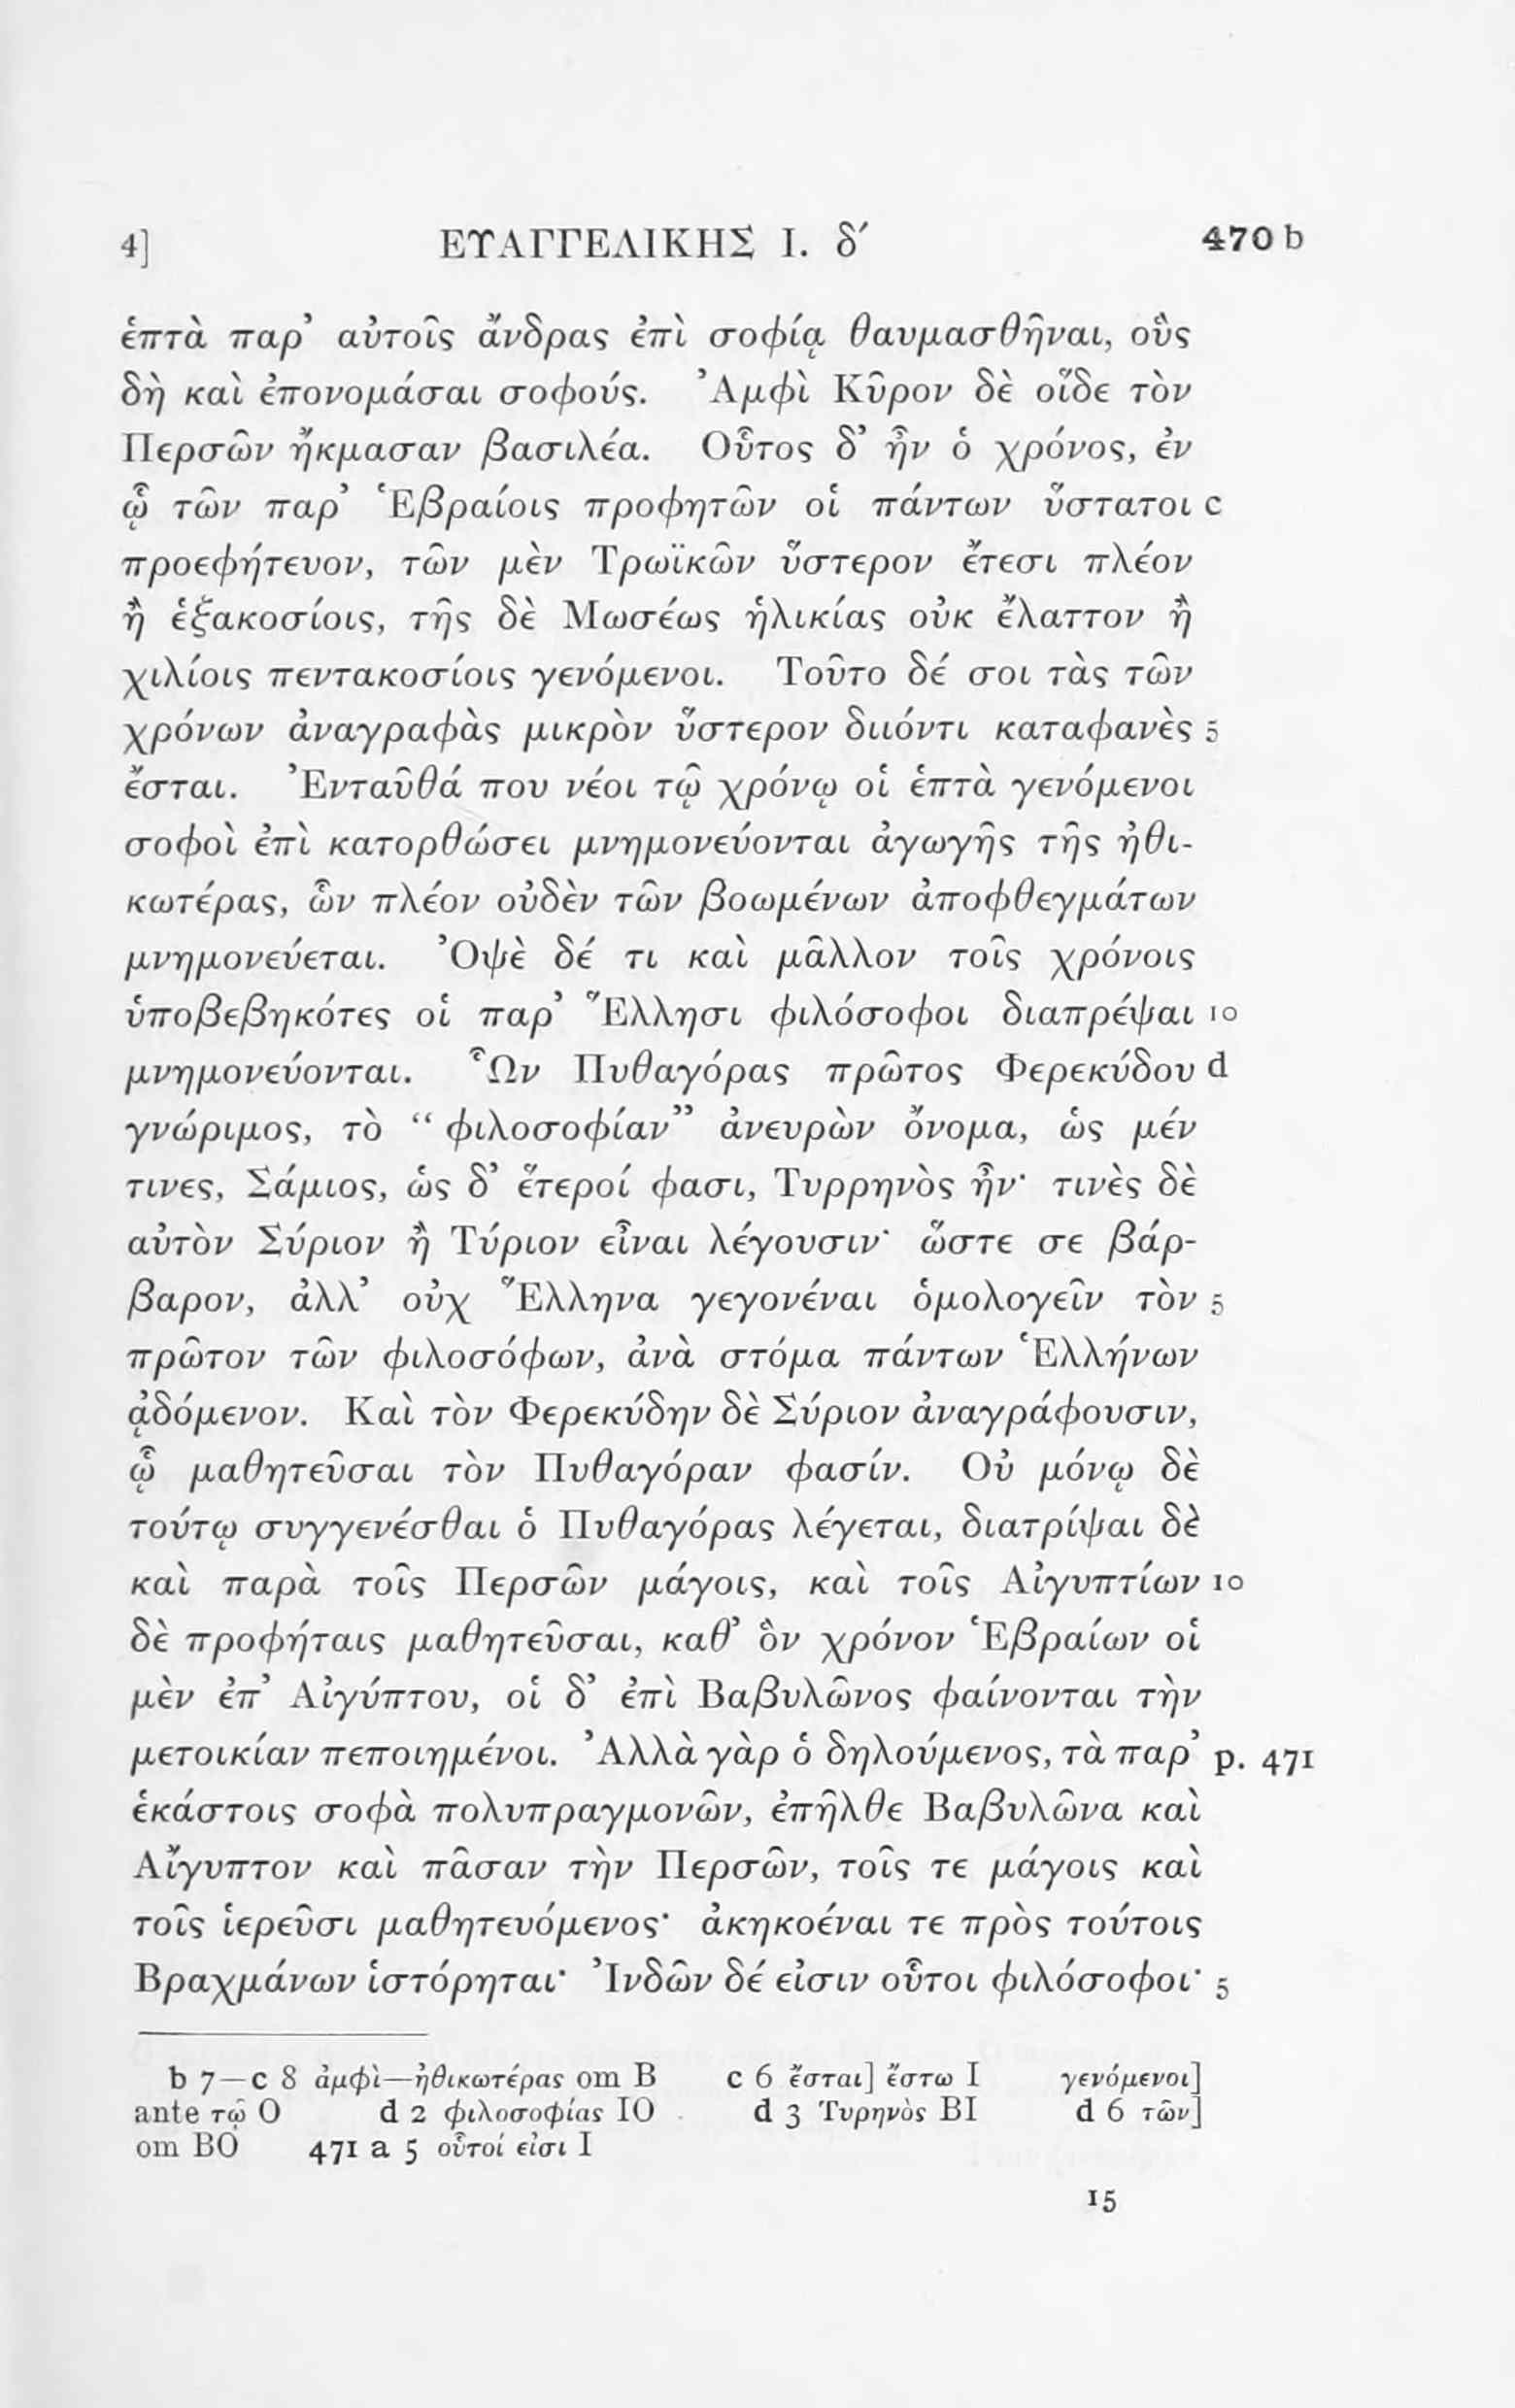 4] ΕΥΑΓΓΕΛΙΚΗΣ Ι. δ′ 470 b
ἑπτὰ παρ’ αὐτοῖς ἄνδρας ἐπὶ σοφίᾳ θαυμασθῆναι, οὓς
δὴ καὶ ἐπονομάσαι σοφούς. Ἀμφὶ Κῦρον δὲ οἵδε τὸν
Περσῶν ἤκμασαν βασιλέα. Οὗτος δ’ ἦν ὁ χρόνος, ἐν
ᾧ τῶν παρ’ Ἑβραίοις προφητῶν οἱ πάντων ὕστατοι c
προεφήτευον, τῶν μὲν Τρωϊκῶν ὕστερον ἔτεσι πλέον
ἢ ἑξακοσίοις, τῆς δὲ Μωσέως ἡλικίας οὐκ ἔλαττον ἢ
χιλίοις πεντακοσίοις γενόμενοι. Τοῦτο δέ σοι τὰς τῶν
χρόνων ἀναγραφὰς μικρὸν ὕστερον διιόντι καταφανὲς 5
ἔσται. Ἐνταῦθά που νέοι τῷ χρόνῳ οἱ ἑπτὰ γενόμενοι
σοφοὶ ἐπὶ κατορθώσει μνημονεύονται ἀγωγῆς τῆς ἠθι-
κωτέρας, ὧν πλέον οὐδὲν τῶν βοωμένων ἀποφθεγμάτων
μνημονεύεται. Ὀψὲ δέ τι καὶ μᾶλλον τοῖς χρόνοις
ὑποβεβηκότες οἱ παρ’ Ἕλλησι φιλόσοφοι διαπρέψαι 10
μνημονεύονται. Ὧν Πυθαγόρας πρῶτος Φερεκύδου d
γνώριμος, τὸ “φιλοσοφίαν” ἀνευρὼν ὄνομα, ὡς μέν
τινες, Σάμιος, ὡς δ’ ἕτεροί φασι, Τυρρηνὸς ἦν· τινὲς δὲ
αὐτὸν Σύριον ἢ Τύριον εἶναι λέγουσιν· ὥστε σε βάρ-
βαρον, ἀλλ’ οὐχ Ἕλληνα γεγονέναι ὁμολογεῖν τὸν 5
πρῶτον τῶν φιλοσόφων, ἀνὰ στόμα πάντων Ἑλλήνων
ᾀδόμενον. Καὶ τὸν Φερεκύδην δὲ Σύριον ἀναγράφουσιν,
ᾧ μαθητεῦσαι τὸν Πυθαγόραν φασίν. Οὐ μόνῳ δὲ
τούτῳ συγγενέσθαι ὁ Πυθαγόρας λέγεται, διατρίψαι δὲ
καὶ παρὰ τοῖς Περσῶν μάγοις, καὶ τοῖς Αἰγυπτίων 10
δὲ προφήταις μαθητεῦσαι, καθ’ ὃν χρόνον Ἑβραίων οἱ
μὲν ἐπ’ Αἰγύπτου, οἱ δ’ ἐπὶ Βαβυλῶνος φαίνονται τὴν
μετοικίαν πεποιημένοι. Ἀλλὰ γὰρ ὁ δηλούμενος, τὰ παρ’ p. 471
ἑκάστοις σοφὰ πολυπραγμονῶν, ἐπῆλθε Βαβυλῶνα καὶ
Αἴγυπτον καὶ πᾶσαν τὴν Περσῶν, τοῖς τε μάγοις καὶ
τοῖς ἱερεῦσι μαθητευόμενος· ἀκηκοέναι τε πρὸς τούτοις
Βραχμάνων ἱστόρηται· Ἰνδῶν δέ εἰσιν οὗτοι φιλόσοφοι· 5
b 7—c 8 ἀμφὶ—ἠθικωτέρας om B c 6 ἔσται] ἔστω I γενόμενοι]
ante τῷ O d 2 φιλοσοφίας IO d 3 Τυρηνὸς BI d 6 τῶν]
om BO 471 a 5 οὗτοί εἰσι I
15